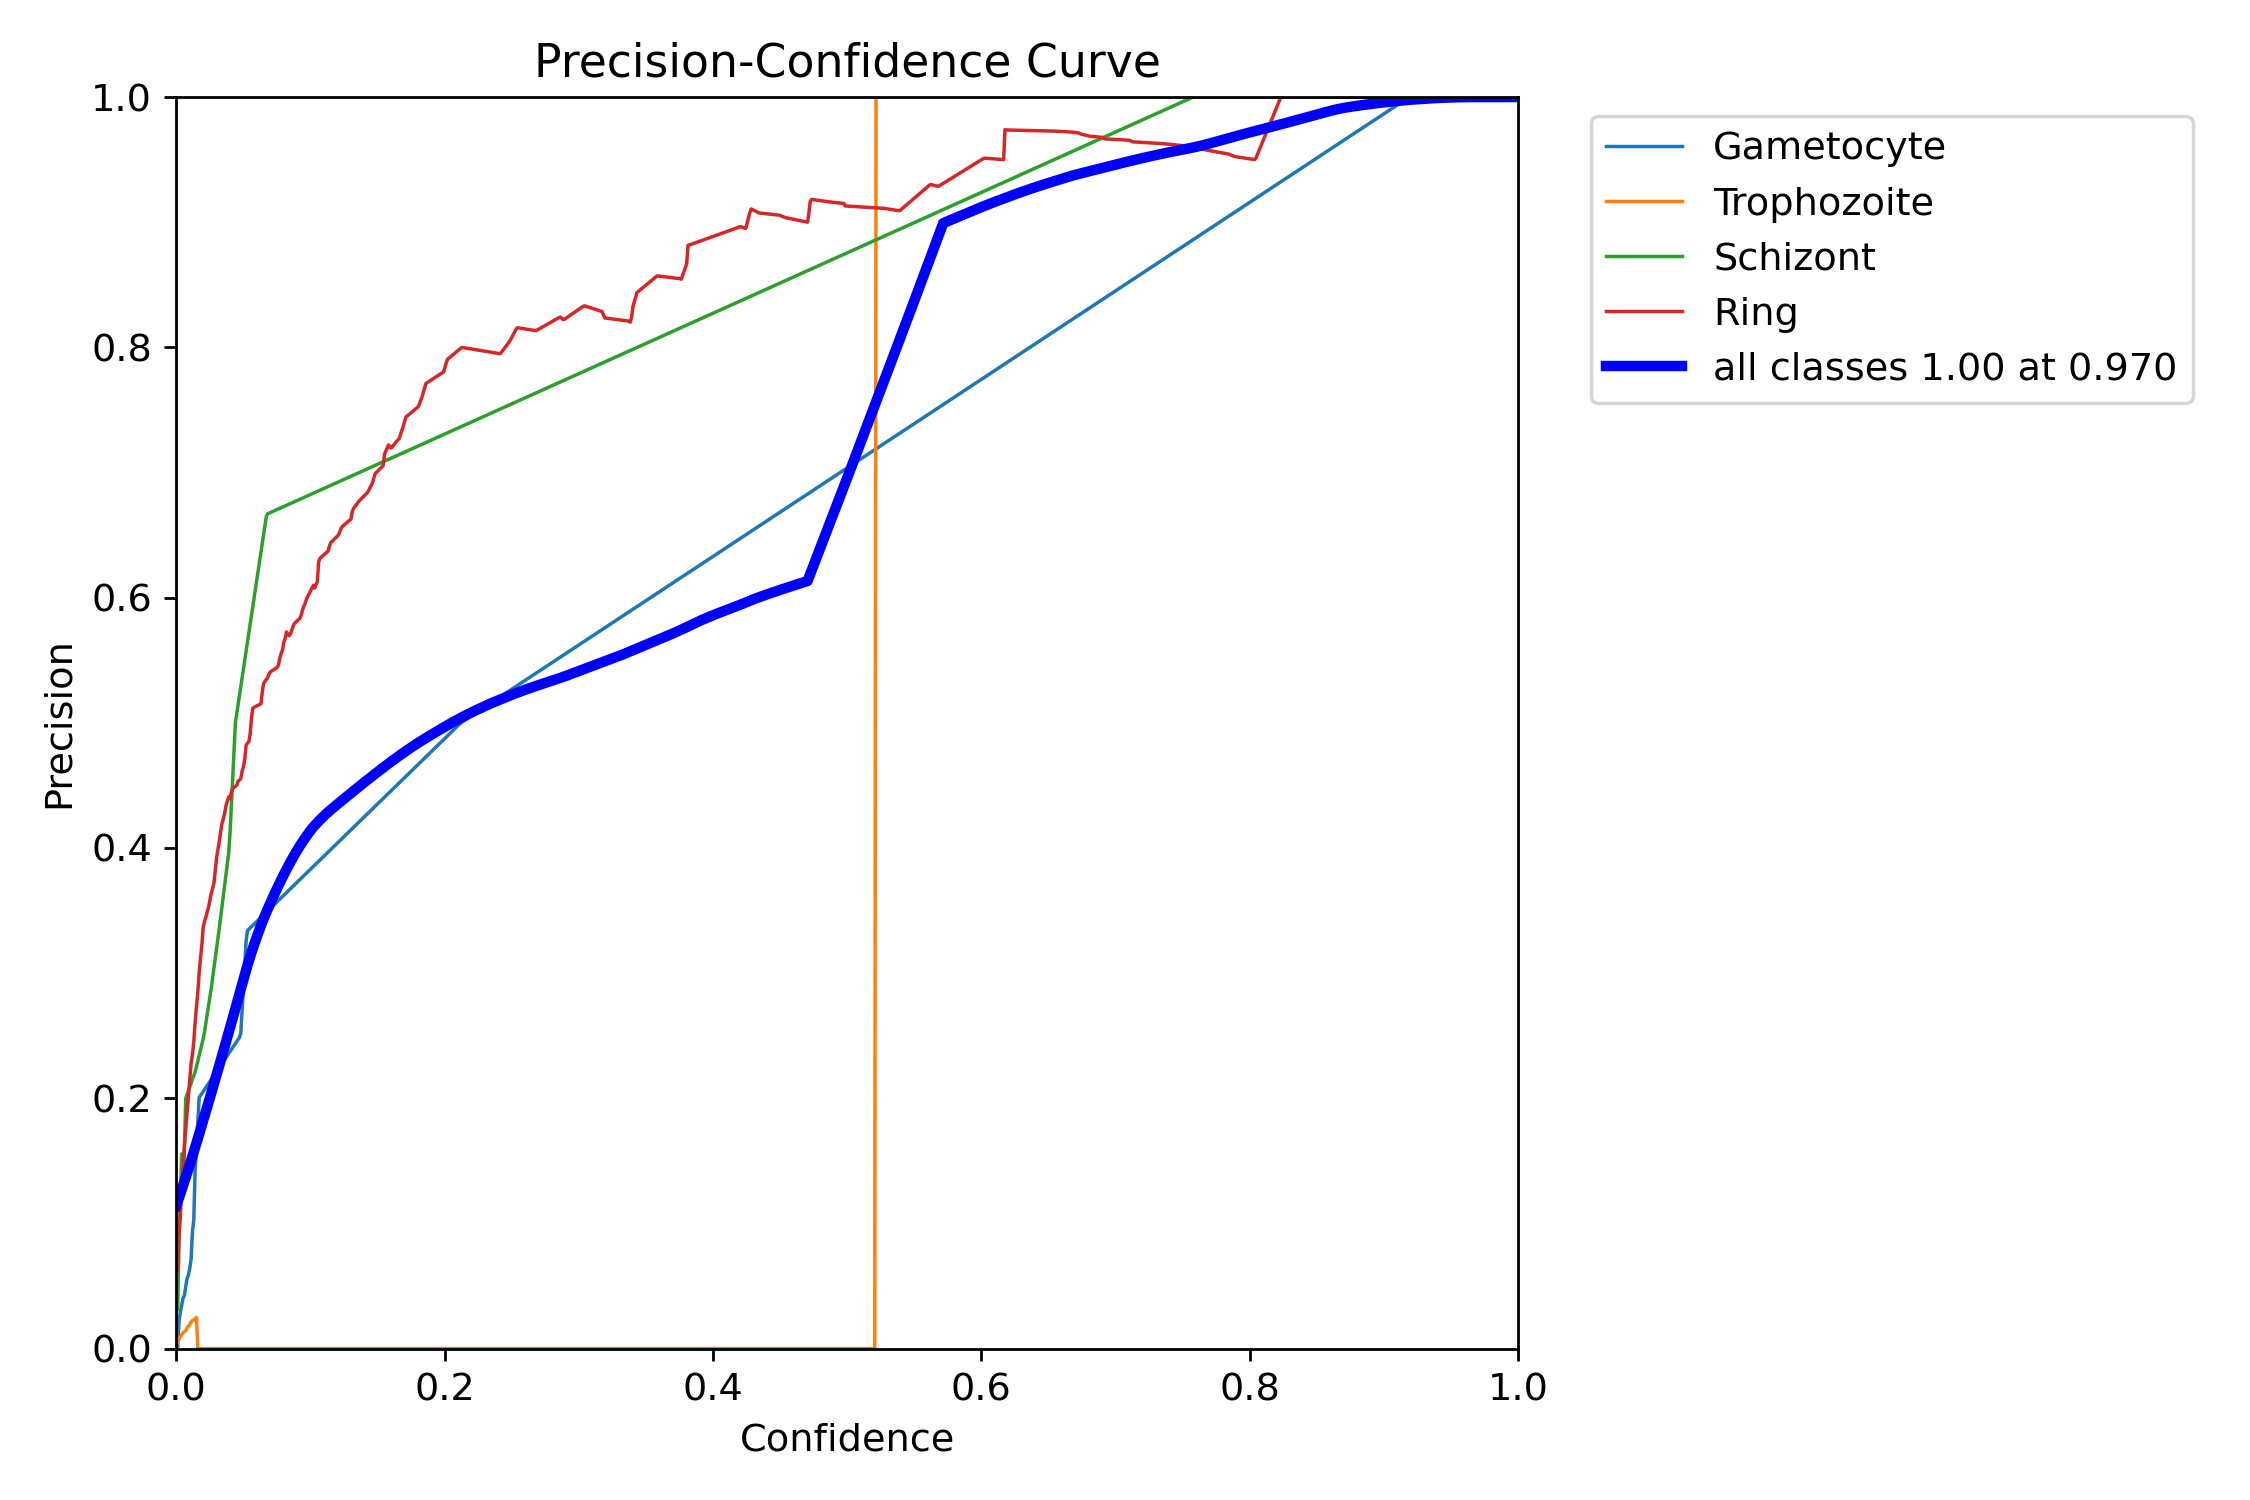 Precision-Confidence Curve
1.0
0.8
0.6
0.4
0.2
0.0
Precision
0.0 0.2 0.4 0.6 0.8 1.0
Confidence
Gametocyte
Trophozoite
Schizont
Ring
all classes 1.00 at 0.970